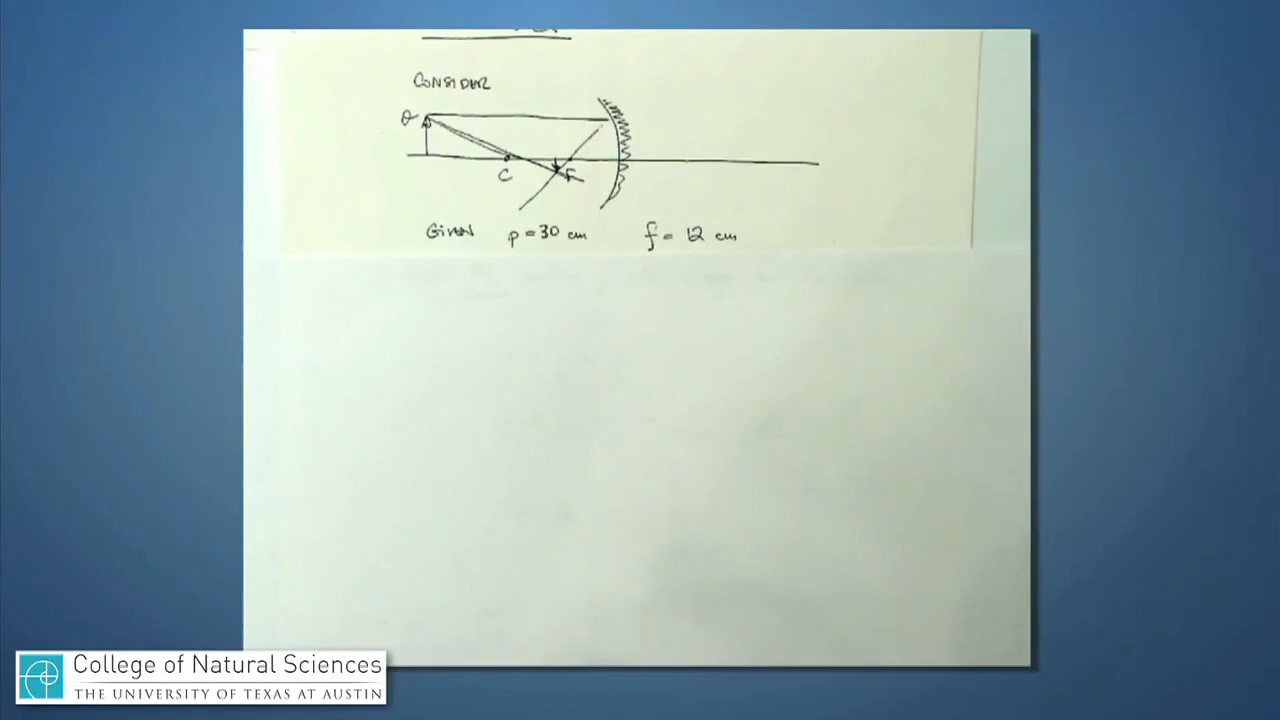 CONSIDER
O
C
F
GIVEN p = 30 cm f = 12 cm
College of Natural Sciences
THE UNIVERSITY OF TEXAS AT AUSTIN